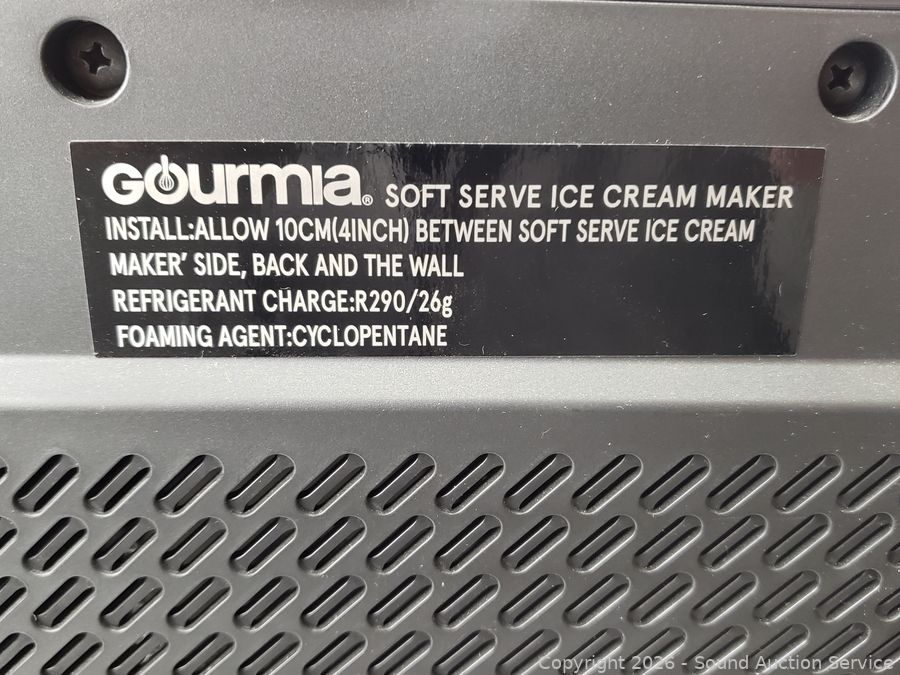 Gourmia® SOFT SERVE ICE CREAM MAKER
INSTALL:ALLOW 10CM(4INCH) BETWEEN SOFT SERVE ICE CREAM
MAKER' SIDE, BACK AND THE WALL
REFRIGERANT CHARGE:R290/26g
FOAMING AGENT:CYCLOPENTANE
Copyright 2026 - Sound Auction Service